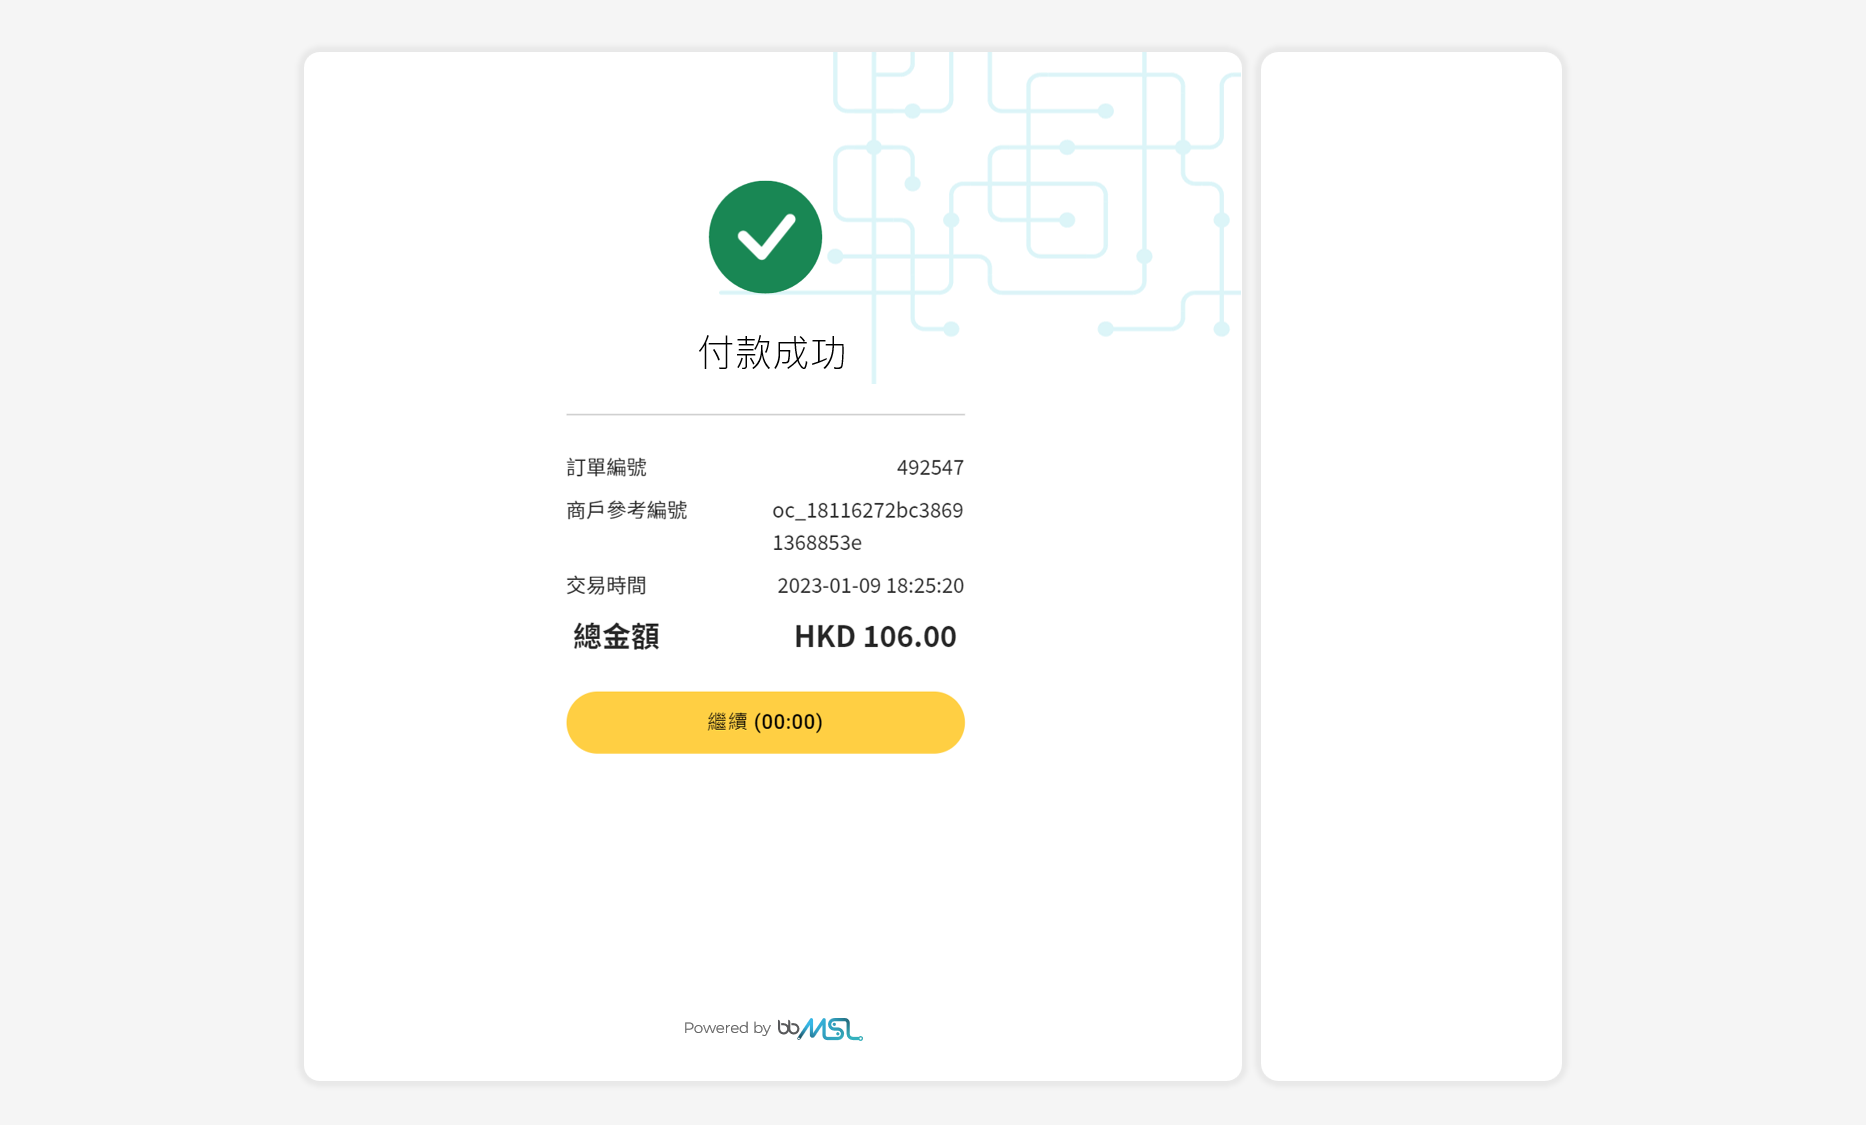 付款成功
訂單編號 492547
商戶參考編號 oc_18116272bc3869
1368853e
交易時間 2023-01-09 18:25:20
總金額 HKD 106.00
繼續 (00:00)
Powered by bbMSL